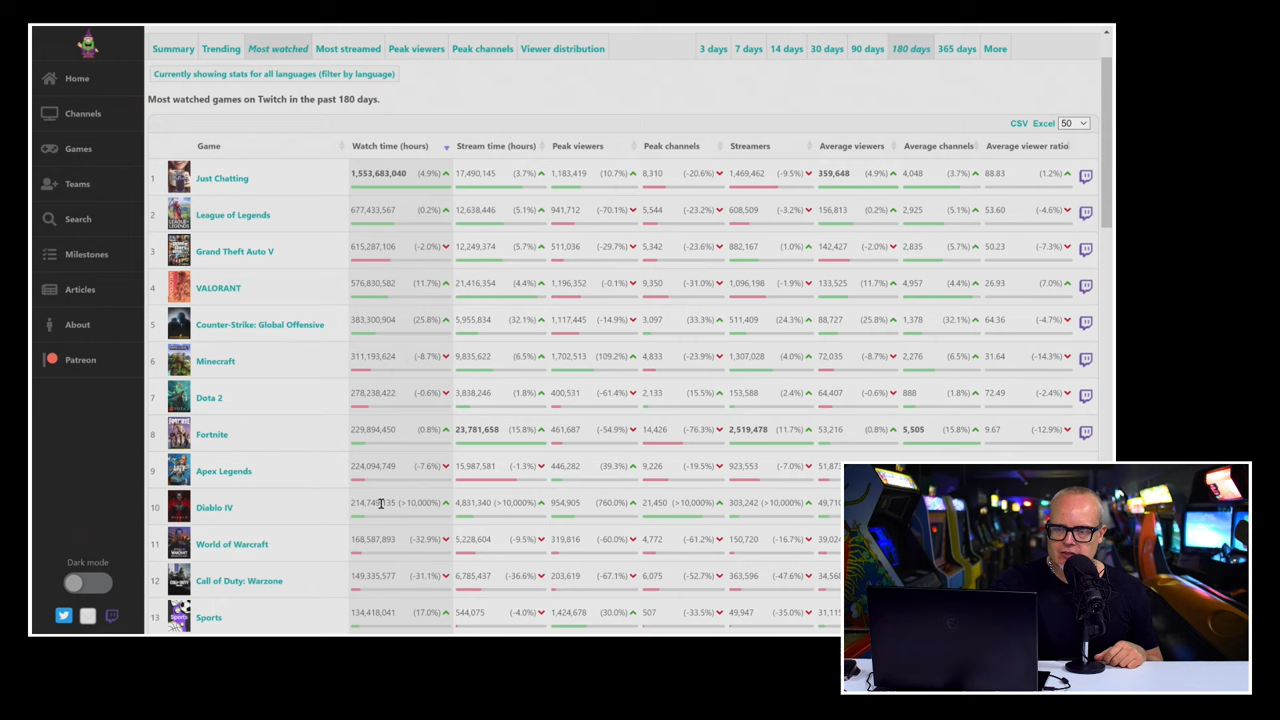 Summary Trending Most watched Most streamed Peak viewers Peak channels Viewer distribution 3 days 7 days 14 days 30 days 90 days 180 days 365 days More
Currently showing stats for all languages (filter by language)
Most watched games on Twitch in the past 180 days.
CSV Excel 50
Game Watch time (hours) Stream time (hours) Peak viewers Peak channels Streamers Average viewers Average channels Average viewer ratio
1 Just Chatting 1,553,683,040 (4.9%) 17,490,145 (3.7%) 1,183,419 (10.7%) 8,310 (-20.6%) 1,469,462 (-9.5%) 359,648 (4.9%) 4,048 (3.7%) 88.83 (1.2%)
2 League of Legends 677,433,567 (0.2%) 12,638,446 (5.1%) 941,712 (-70.1%) 5,544 (-23.2%) 608,509 (-3.2%) 156,813 (0.2%) 2,925 (5.1%) 53.60 (-4.6%)
3 Grand Theft Auto V 615,287,106 (-2.0%) 12,249,374 (5.7%) 511,036 (-29.7%) 5,342 (-23.6%) 882,167 (1.0%) 142,427 (-2.0%) 2,835 (5.7%) 50.23 (-7.3%)
4 VALORANT 576,830,582 (11.7%) 21,416,354 (4.4%) 1,196,352 (-0.1%) 9,350 (-31.0%) 1,096,198 (-1.9%) 133,525 (11.7%) 4,957 (4.4%) 26.93 (7.0%)
5 Counter-Strike: Global Offensive 383,300,904 (25.8%) 5,955,834 (32.1%) 1,117,445 (-14.9%) 3,097 (33.3%) 511,409 (24.3%) 88,727 (25.8%) 1,378 (32.1%) 64.36 (-4.7%)
6 Minecraft 311,193,624 (-8.7%) 9,835,622 (6.5%) 1,702,513 (109.2%) 4,833 (-23.9%) 1,307,028 (-7.2%) 72,035 (-8.7%) 2,276 (6.5%) 31.64 (-14.3%)
7 Dota 2 278,238,422 (-0.6%) 3,838,246 (1.8%) 400,531 (-61.4%) 2,133 (15.5%) 153,588 (2.4%) 64,407 (-0.6%) 888 (1.8%) 72.49 (-2.4%)
8 Fortnite 229,894,450 (0.8%) 23,781,658 (15.8%) 461,687 (-54.9%) 14,426 (-76.3%) 2,519,478 (11.7%) 53,216 (0.8%) 5,505 (15.8%) 9.67 (-12.9%)
9 Apex Legends 224,094,749 (-7.6%) 15,987,581 (-1.3%) 446,282 (39.3%) 9,226 (-19.5%) 923,553 (-7.0%) 51,87
10 Diablo IV (>10,000%) 4,831,340 (>10,000%) 954,905 (76.0%) 21,450 (>10,000%) 303,242 (>10,000%) 49,710
11 World of Warcraft 168,587,893 (-32.9%) 5,228,604 (-9.5%) 319,816 (-60.0%) 4,772 (-61.2%) 150,720 (-16.7%) 39,02
12 Call of Duty: Warzone 149,335,577 (-31.1%) 6,785,437 (-36.6%) 203,619 (-67.1%) 6,075 (-52.7%) 363,596 (-47.6%) 34,56
13 Sports 134,418,041 (17.0%) 544,075 (-4.0%) 1,424,678 (30.0%) 507 (-33.5%) 49,947 (-35.0%) 31,11
Home
Channels
Games
Teams
Search
Milestones
Articles
About
Patreon
Dark mode